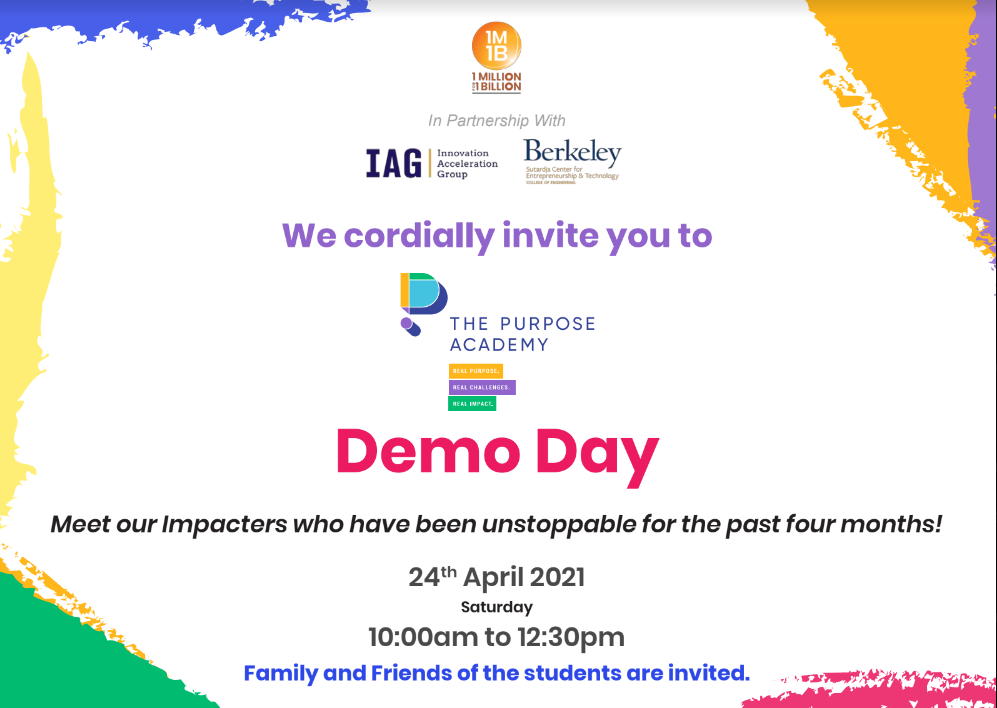 1M
1B
1 MILLION
FOR 1 BILLION
In Partnership With
IAG Innovation
Acceleration
Group
Berkeley
Sutardja Center for
Entrepreneurship & Technology
COLLEGE OF ENGINEERING
We cordially invite you to
THE PURPOSE
ACADEMY
REAL PURPOSE.
REAL CHALLENGES.
REAL IMPACT.
Demo Day
Meet our Impacters who have been unstoppable for the past four months!
24th April 2021
Saturday
10:00am to 12:30pm
Family and Friends of the students are invited.